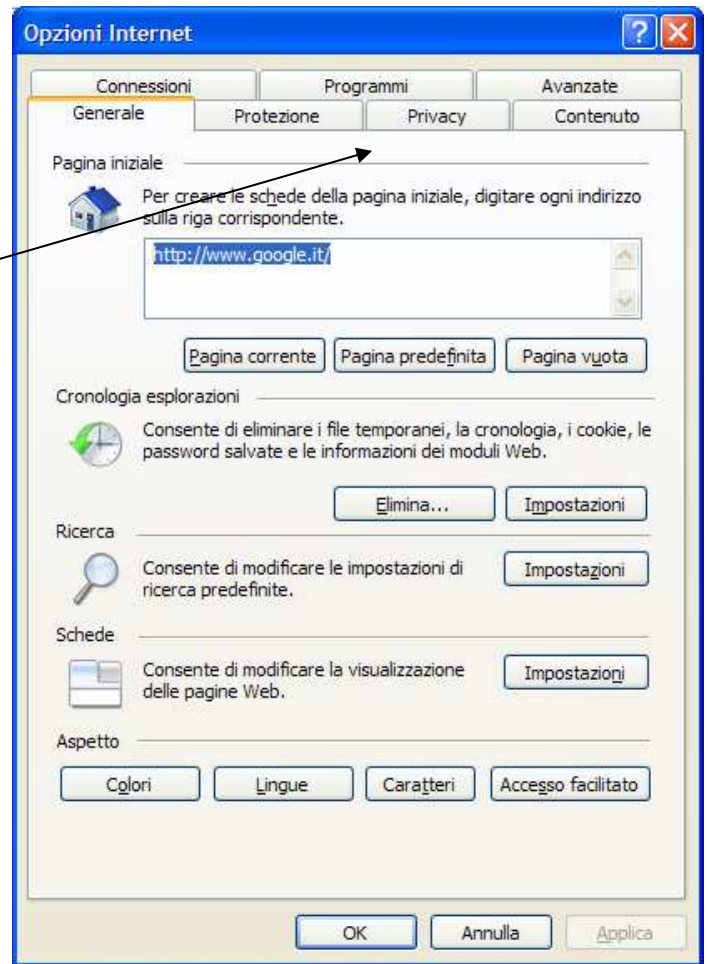 Opzioni Internet
Connessioni Programmi Avanzate
Generale Protezione Privacy Contenuto
Pagina iniziale
Per creare le schede della pagina iniziale, digitare ogni indirizzo
sulla riga corrispondente.
http://www.google.it/
Pagina corrente Pagina predefinita Pagina vuota
Cronologia esplorazioni
Consente di eliminare i file temporanei, la cronologia, i cookie, le
password salvate e le informazioni dei moduli Web.
Elimina... Impostazioni
Ricerca
Consente di modificare le impostazioni di
ricerca predefinite.
Impostazioni
Schede
Consente di modificare la visualizzazione
delle pagine Web.
Impostazioni
Aspetto
Colori Lingue Caratteri Accesso facilitato
OK Annulla Applica